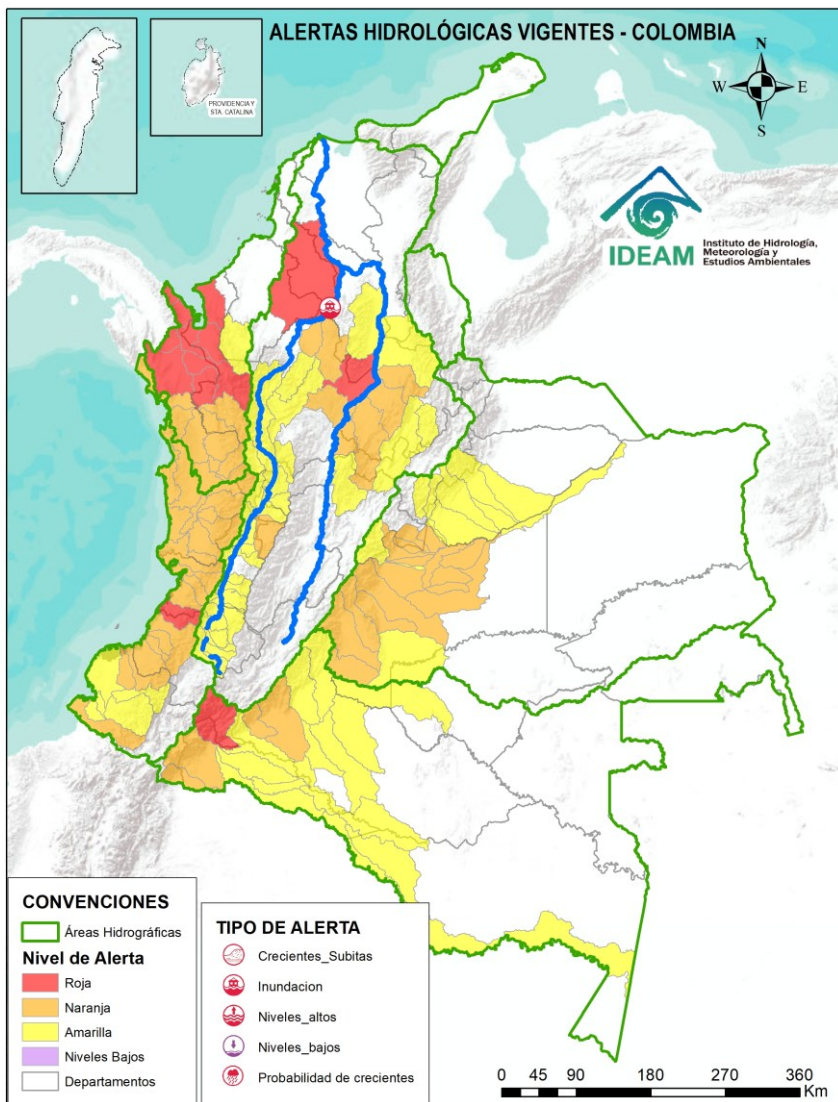 ALERTAS HIDROLÓGICAS VIGENTES - COLOMBIA
PROVIDENCIA Y
STA. CATALINA
N
W
E
S
IDEAM
Instituto de Hidrología,
Meteorología y
Estudios Ambientales
CONVENCIONES
Áreas Hidrográficas
Nivel de Alerta
Roja
Naranja
Amarilla
Niveles Bajos
Departamentos
TIPO DE ALERTA
Crecientes_Subitas
Inundacion
Niveles_altos
Niveles_bajos
Probabilidad de crecientes
0 45 90 180 270 360
Km